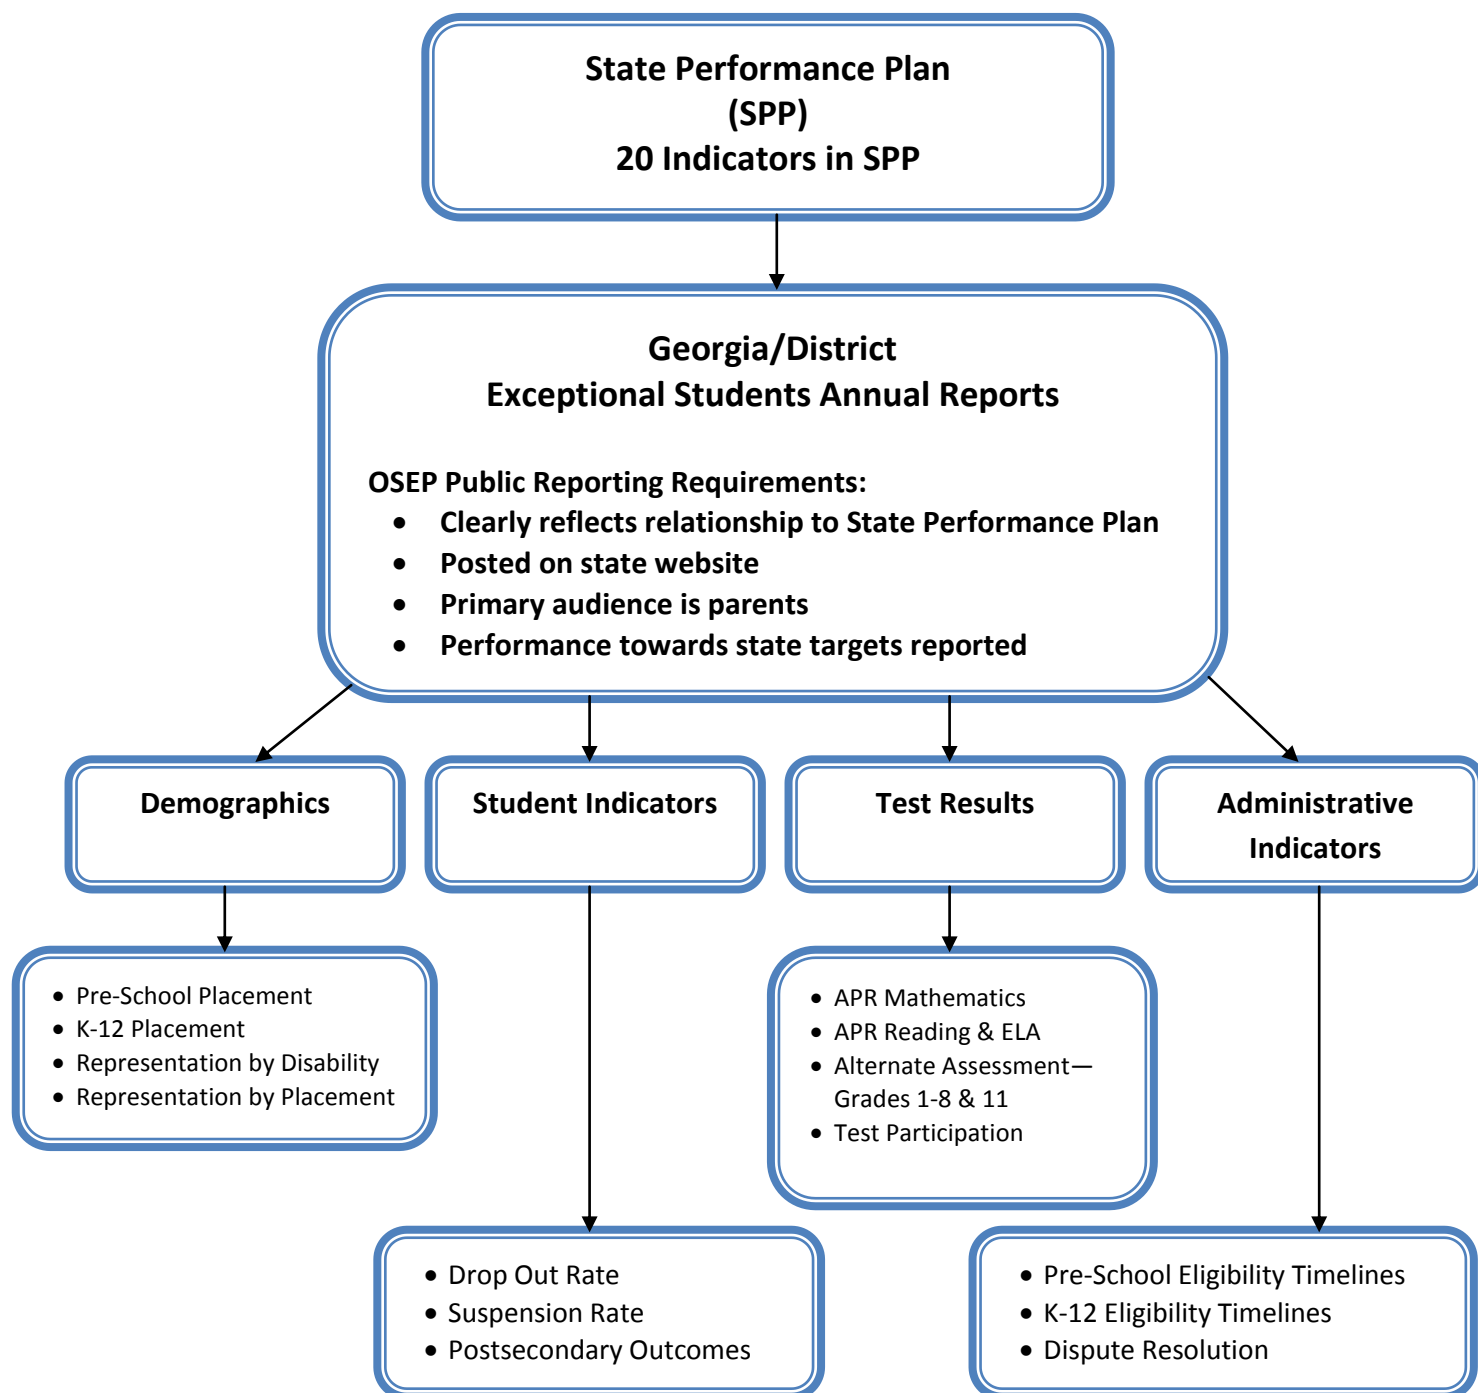 State Performance Plan
(SPP)
20 Indicators in SPP
Georgia/District
Exceptional Students Annual Reports
OSEP Public Reporting Requirements:
• Clearly reflects relationship to State Performance Plan
• Posted on state website
• Primary audience is parents
• Performance towards state targets reported
Demographics
Student Indicators
Test Results
Administrative
Indicators
• Pre-School Placement
• K-12 Placement
• Representation by Disability
• Representation by Placement
• APR Mathematics
• APR Reading & ELA
• Alternate Assessment—
Grades 1-8 & 11
• Test Participation
• Drop Out Rate
• Suspension Rate
• Postsecondary Outcomes
• Pre-School Eligibility Timelines
• K-12 Eligibility Timelines
• Dispute Resolution